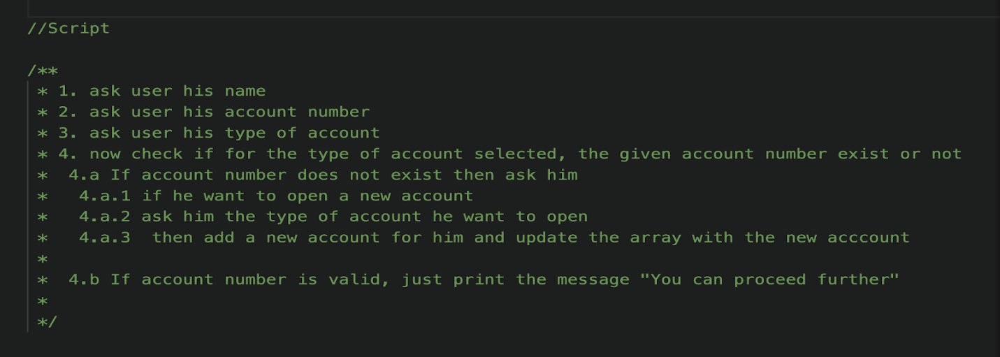 //Script
/**
* 1. ask user his name
* 2. ask user his account number
* 3. ask user his type of account
* 4. now check if for the type of account selected, the given account number exist or not
*  4.a If account number does not exist then ask him
*   4.a.1 if he want to open a new account
*   4.a.2 ask him the type of account he want to open
*   4.a.3  then add a new account for him and update the array with the new acccount
*
*  4.b If account number is valid, just print the message "You can proceed further"
*
*/